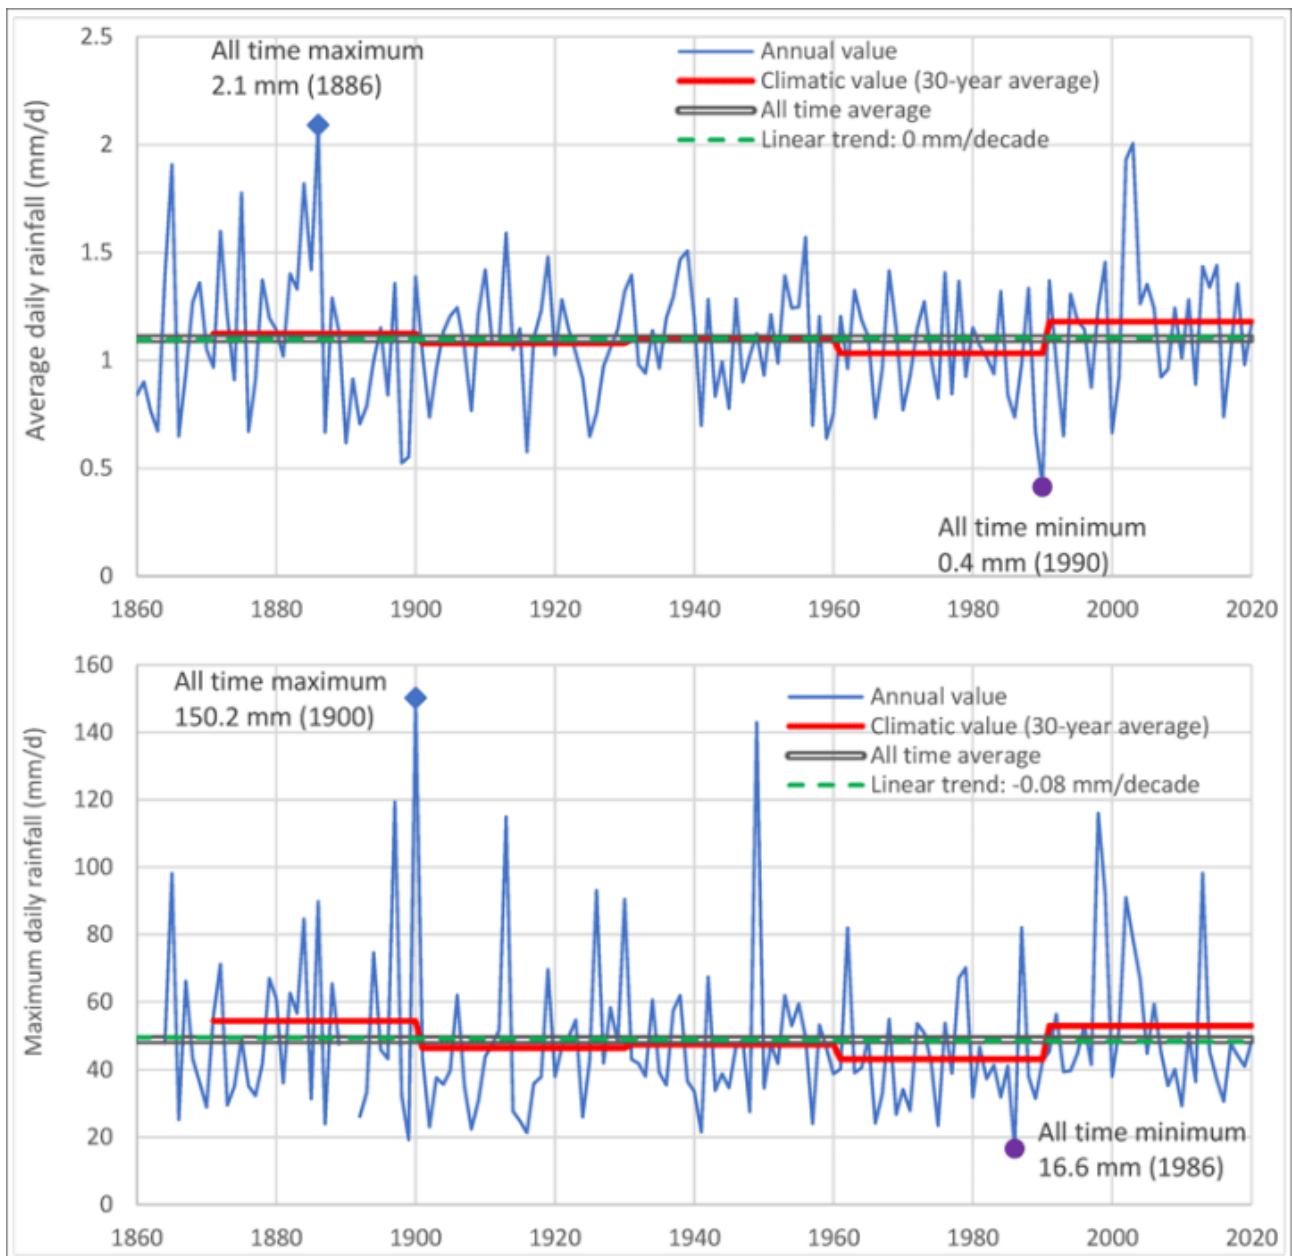 2.5
2
1.5
1
0.5
0
Average daily rainfall (mm/d)
All time maximum
2.1 mm (1886)
Annual value
Climatic value (30-year average)
All time average
Linear trend: 0 mm/decade
All time minimum
0.4 mm (1990)
1860 1880 1900 1920 1940 1960 1980 2000 2020
160
140
120
100
80
60
40
20
0
Maximum daily rainfall (mm/d)
All time maximum
150.2 mm (1900)
Annual value
Climatic value (30-year average)
All time average
Linear trend: -0.08 mm/decade
All time minimum
16.6 mm (1986)
1860 1880 1900 1920 1940 1960 1980 2000 2020